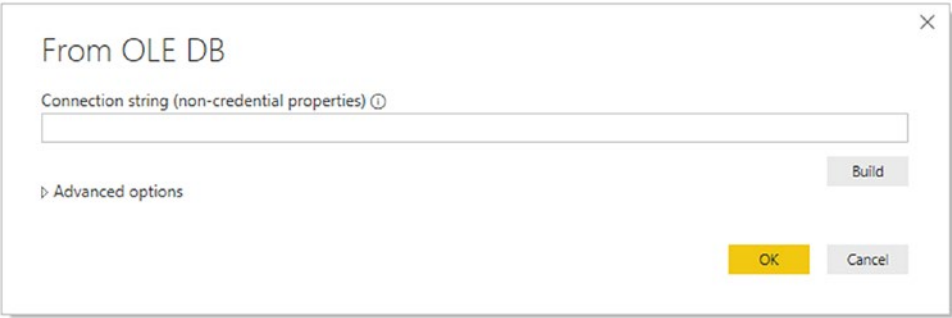 From OLE DB
Connection string (non-credential properties)
Build
Advanced options
OK Cancel